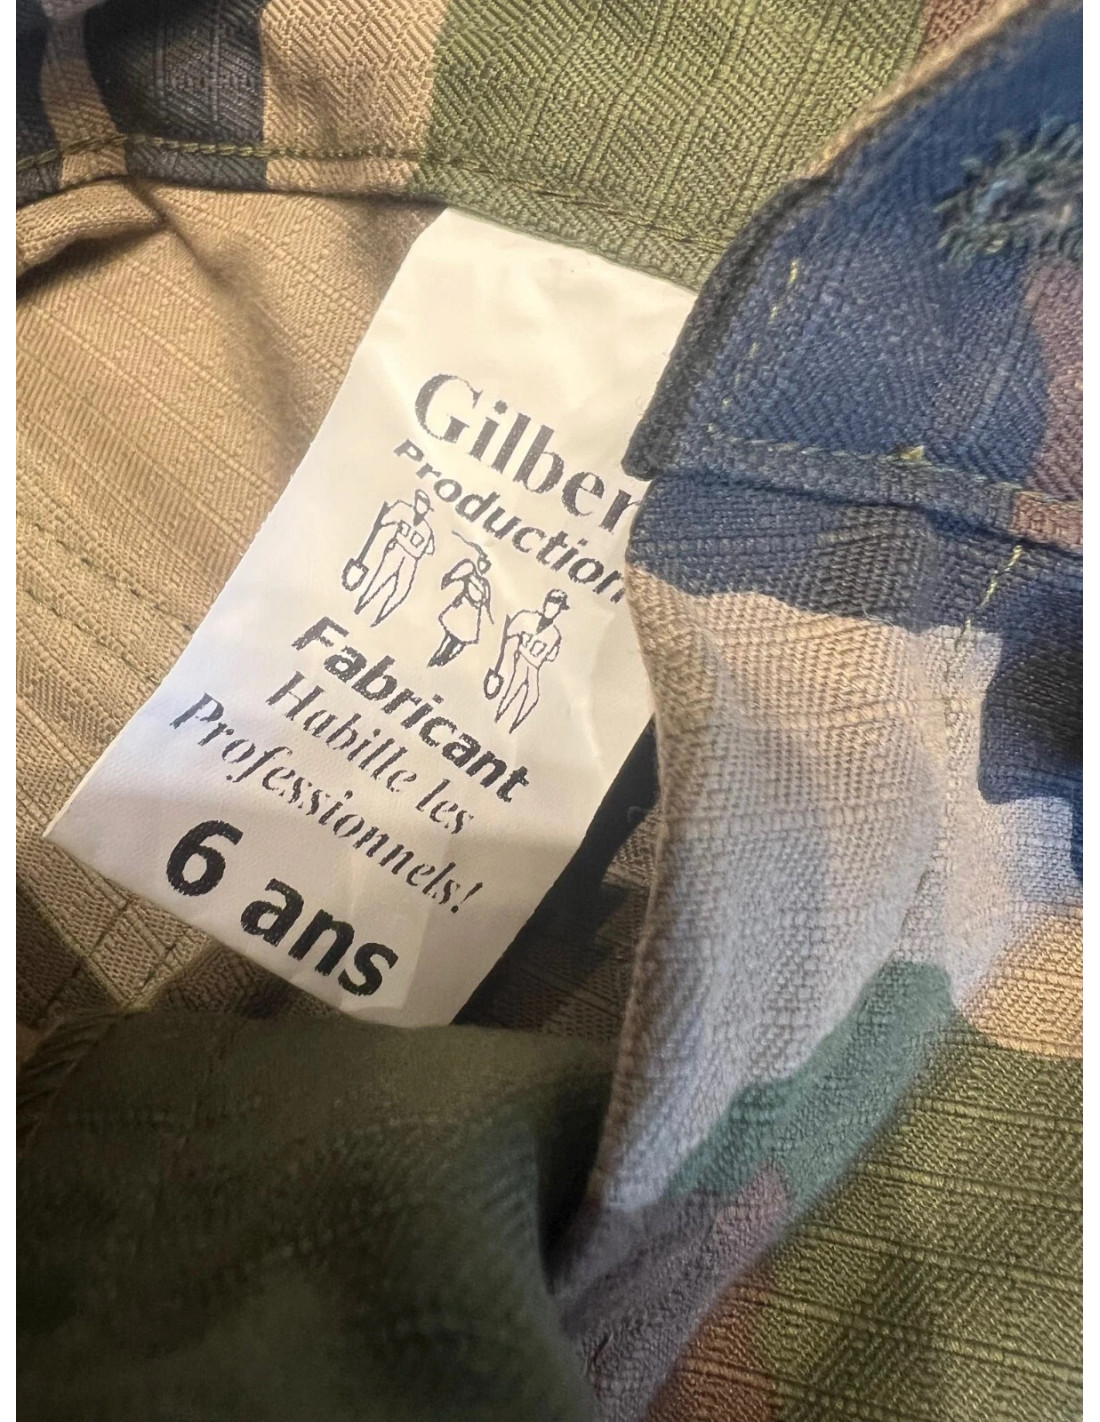 Gilber
Production
Fabricant
Habille les
Professionnels!
6 ans